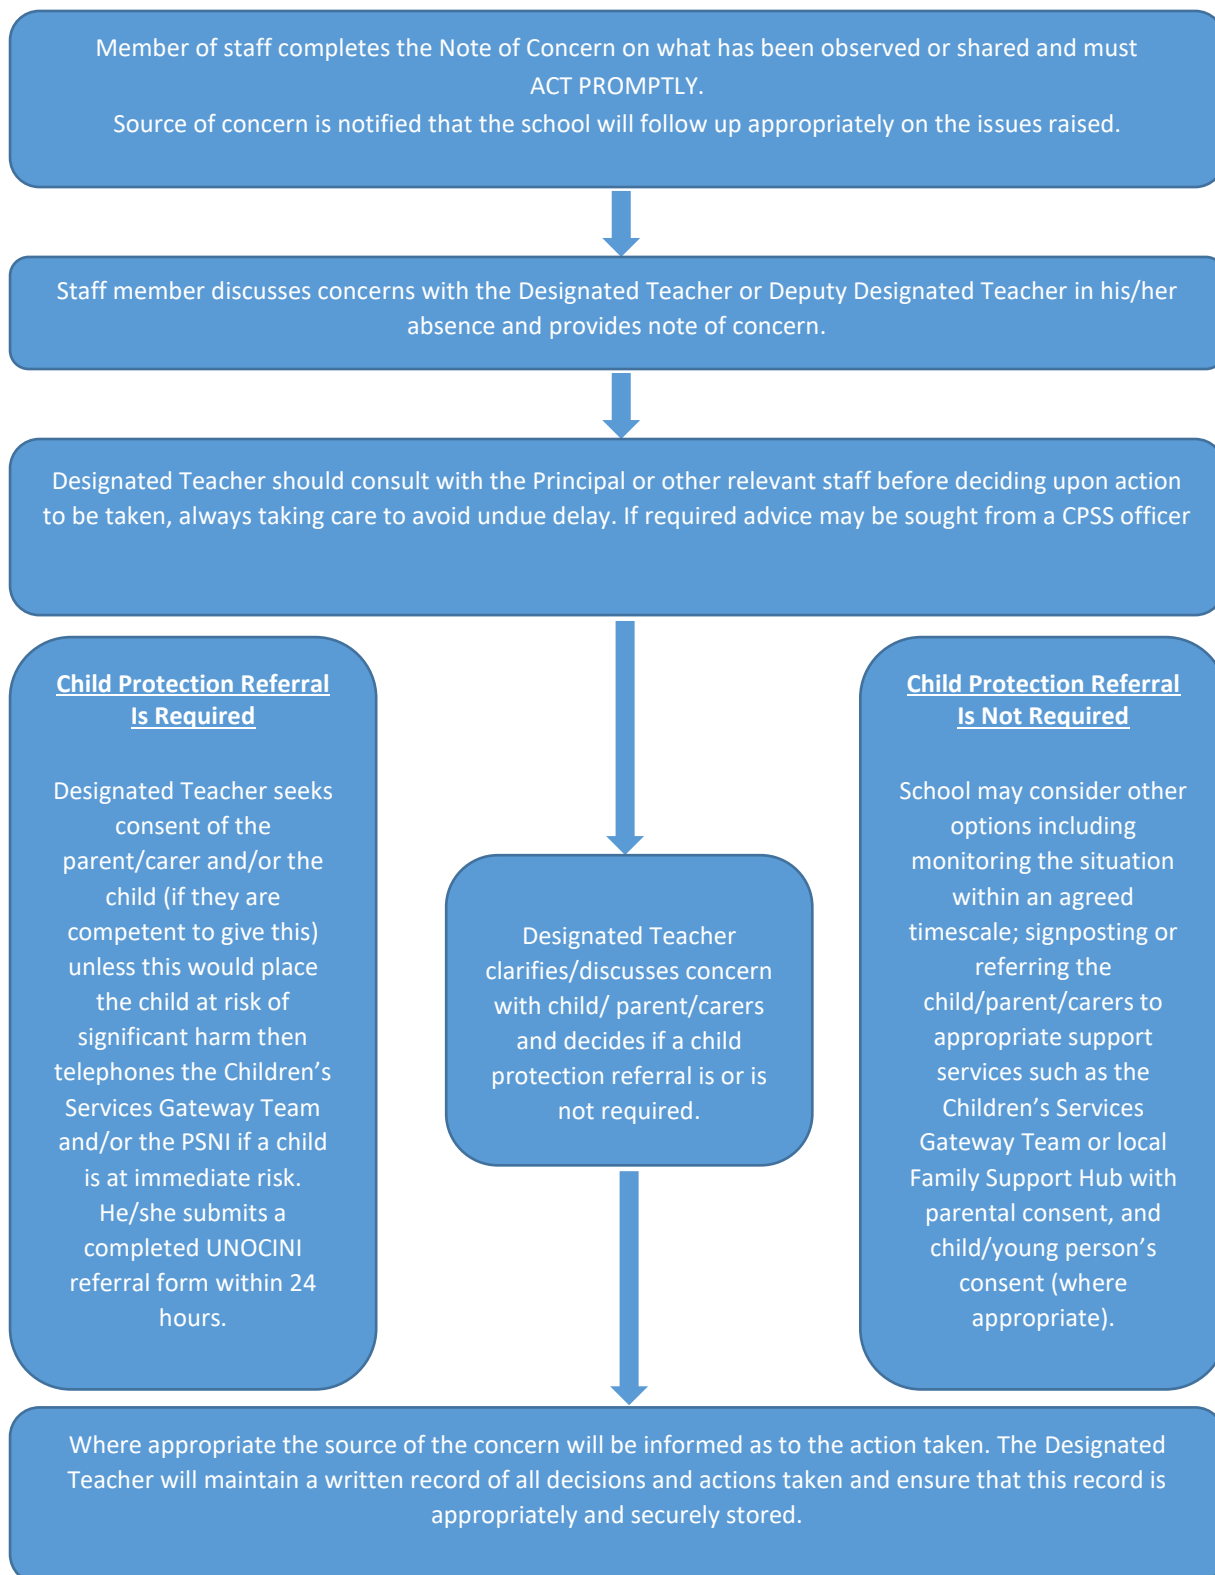 Member of staff completes the Note of Concern on what has been observed or shared and must
ACT PROMPTLY.
Source of concern is notified that the school will follow up appropriately on the issues raised.
Staff member discusses concerns with the Designated Teacher or Deputy Designated Teacher in his/her
absence and provides note of concern.
Designated Teacher should consult with the Principal or other relevant staff before deciding upon action
to be taken, always taking care to avoid undue delay. If required advice may be sought from a CPSS officer
Child Protection Referral
Is Required
Designated Teacher seeks
consent of the
parent/carer and/or the
child (if they are
competent to give this)
unless this would place
the child at risk of
significant harm then
telephones the Children’s
Services Gateway Team
and/or the PSNI if a child
is at immediate risk.
He/she submits a
completed UNOCINI
referral form within 24
hours.
Designated Teacher
clarifies/discusses concern
with child/ parent/carers
and decides if a child
protection referral is or is
not required.
Child Protection Referral
Is Not Required
School may consider other
options including
monitoring the situation
within an agreed
timescale; signposting or
referring the
child/parent/carers to
appropriate support
services such as the
Children’s Services
Gateway Team or local
Family Support Hub with
parental consent, and
child/young person’s
consent (where
appropriate).
Where appropriate the source of the concern will be informed as to the action taken. The Designated
Teacher will maintain a written record of all decisions and actions taken and ensure that this record is
appropriately and securely stored.